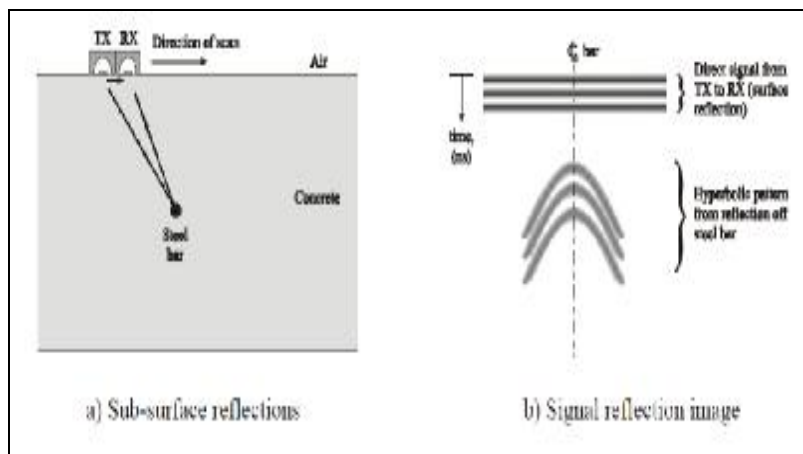 TX RX Direction of scan
Air
Concrete
Steel
bar
a) Sub-surface reflections
bar
time,
(ns)
Direct signal from
TX to RX (surface
reflection)
Hyperbolic pattern
from reflection off
steel bar
b) Signal reflection image